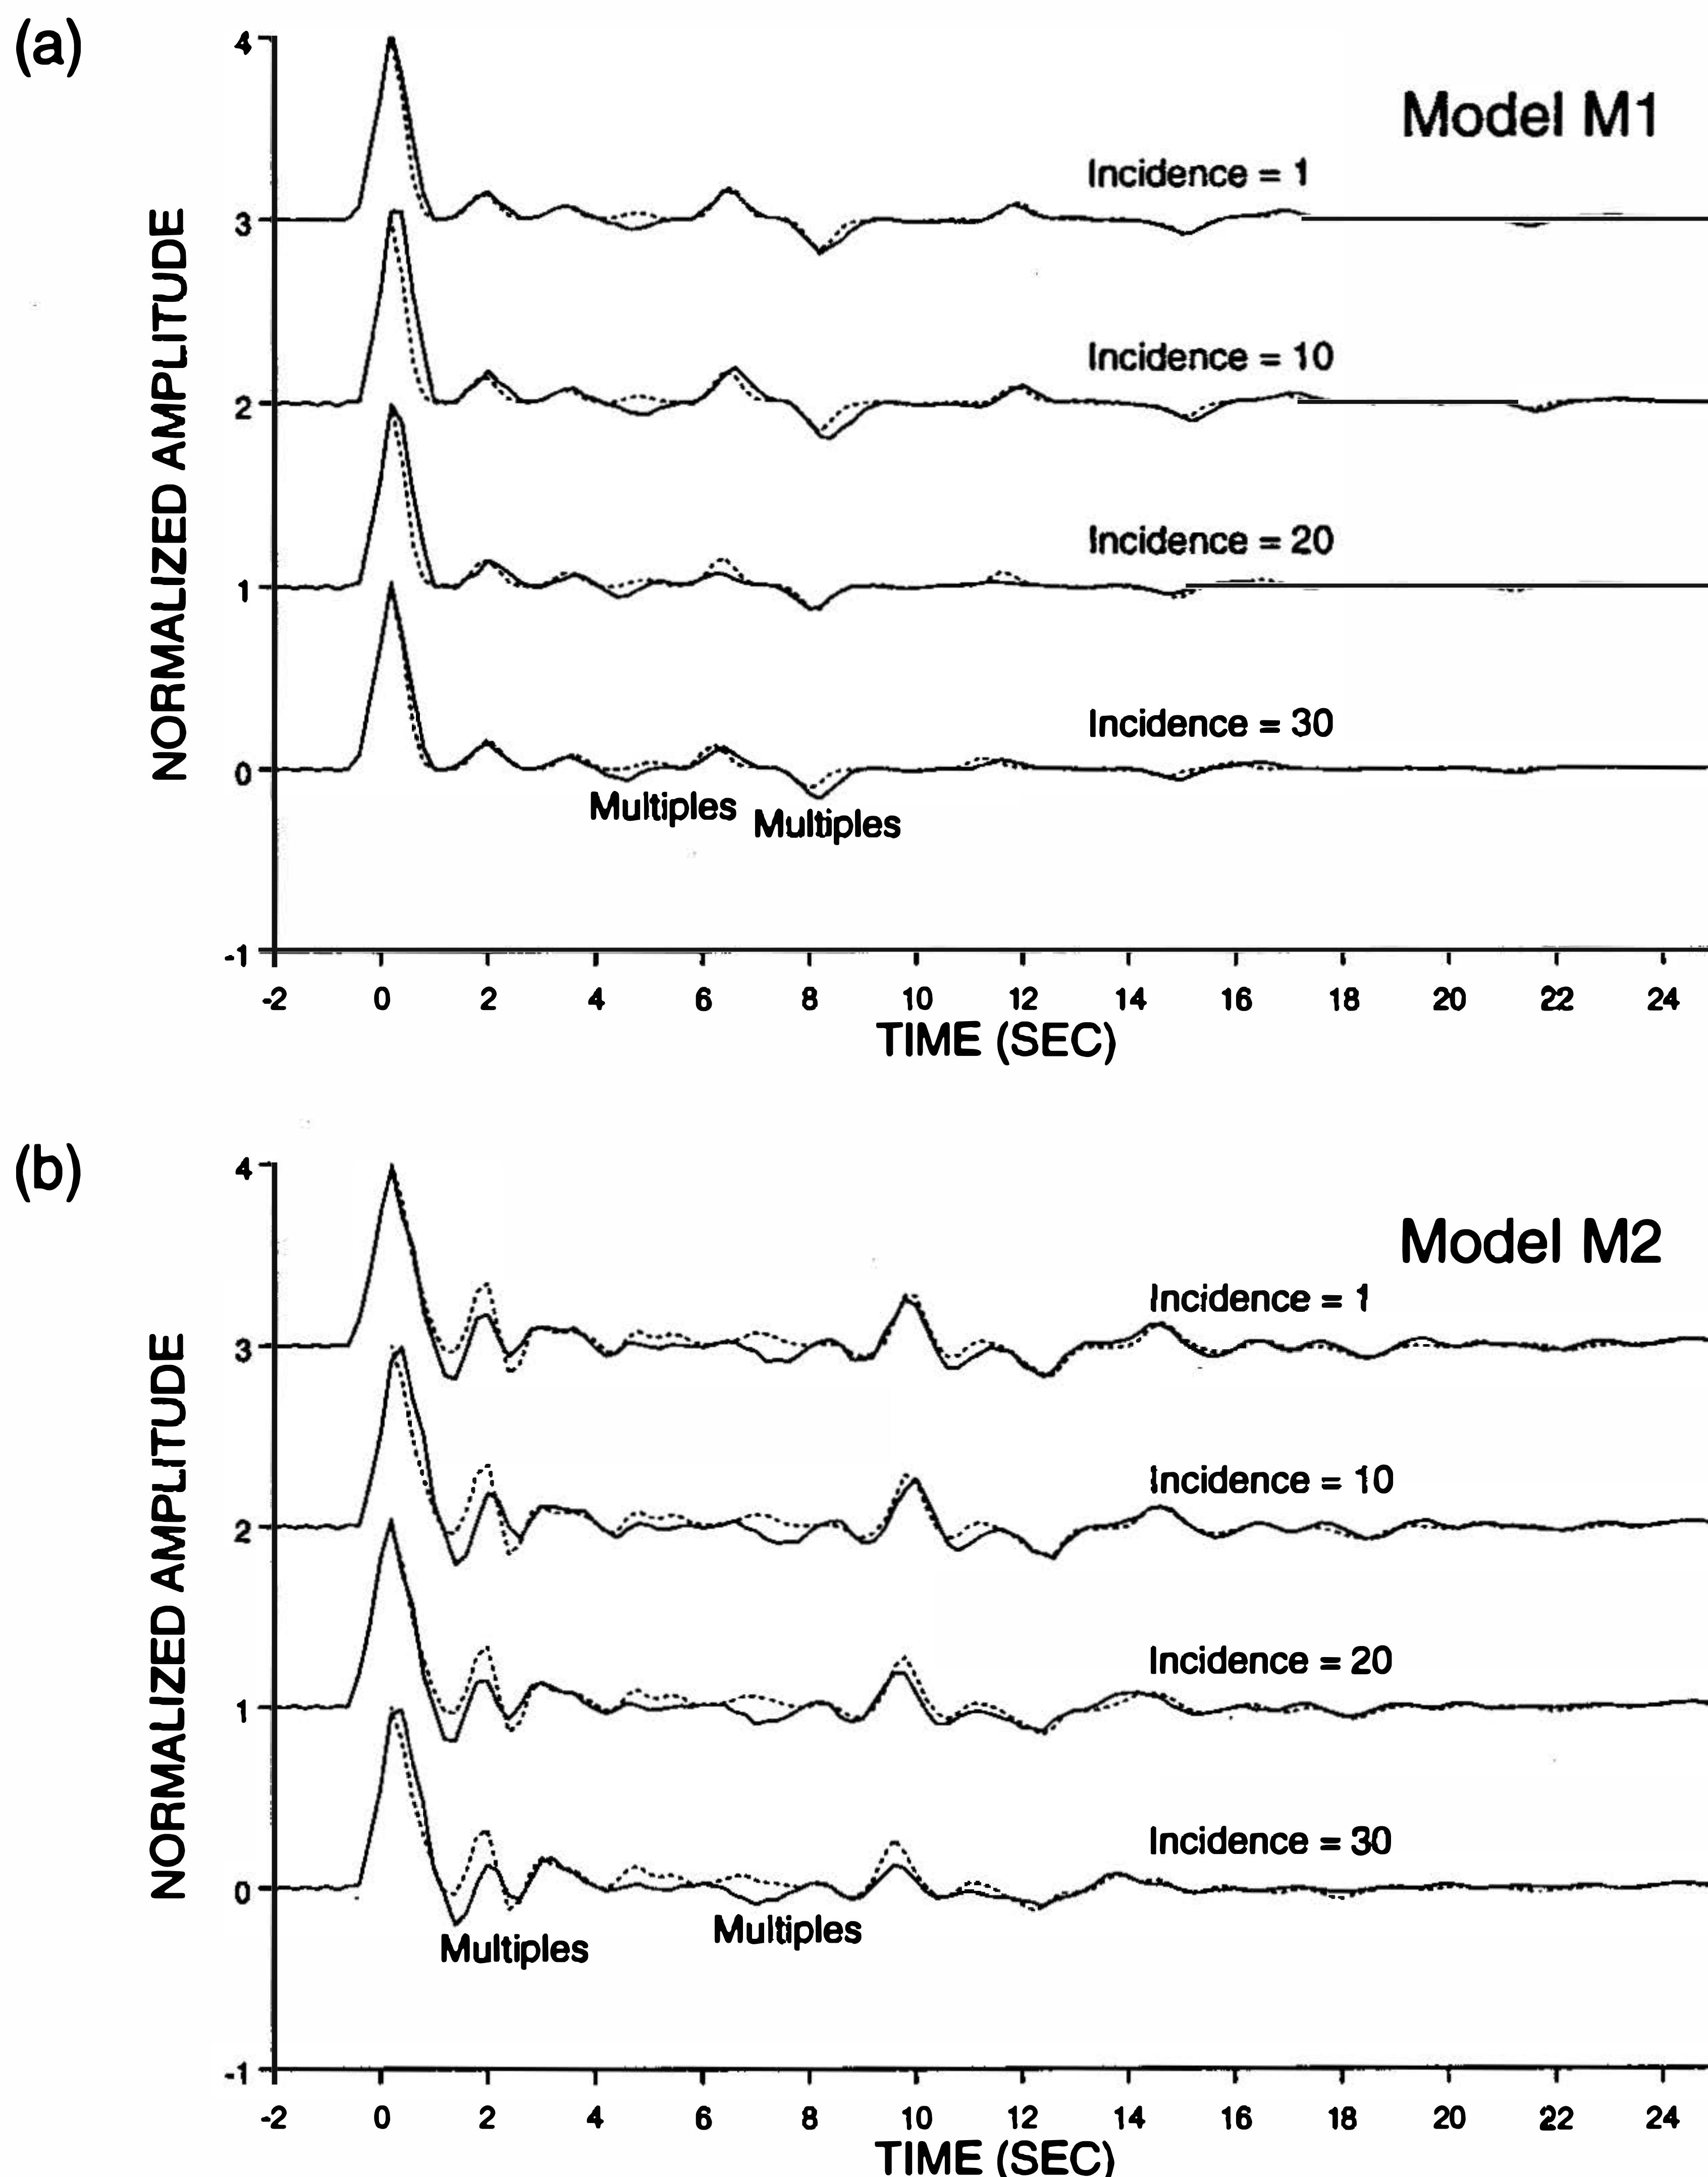 (a)
4
Model M1
Incidence = 1
3
Incidence = 10
2
Incidence = 20
1
Incidence = 30
0
Multiples
Multiples
-1
NORMALIZED AMPLITUDE
-2 0 2 4 6 8 10 12 14 16 18 20 22 24
TIME (SEC)
(b)
4
Model M2
Incidence = 1
3
Incidence = 10
2
Incidence = 20
1
Incidence = 30
0
Multiples
Multiples
-1
NORMALIZED AMPLITUDE
-2 0 2 4 6 8 10 12 14 16 18 20 22 24
TIME (SEC)